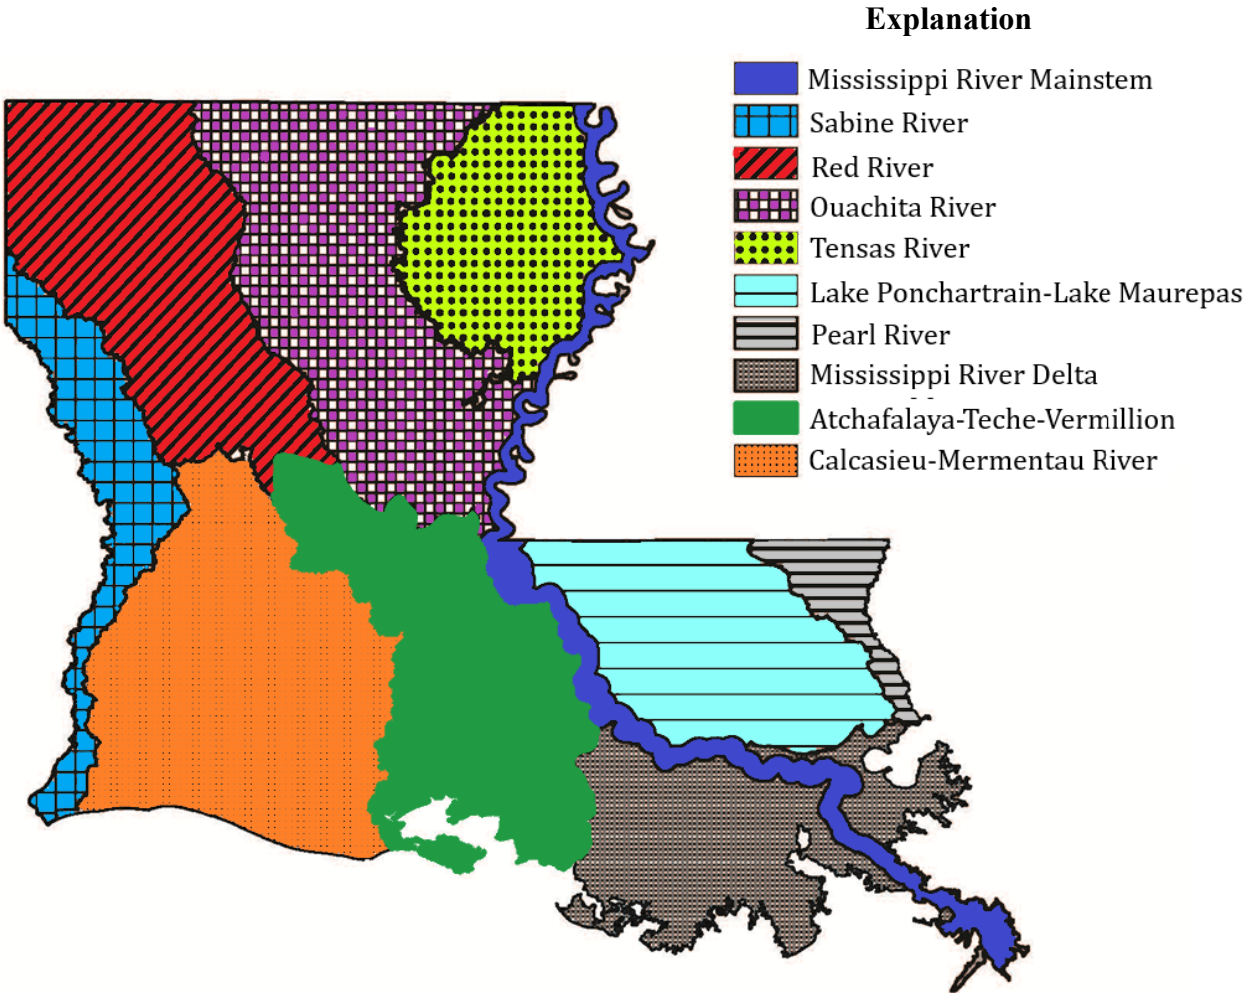 Explanation
Mississippi River Mainstem
Sabine River
Red River
Ouachita River
Tensas River
Lake Ponchartrain-Lake Maurepas
Pearl River
Mississippi River Delta
Atchafalaya-Teche-Vermillion
Calcasieu-Mermentau River